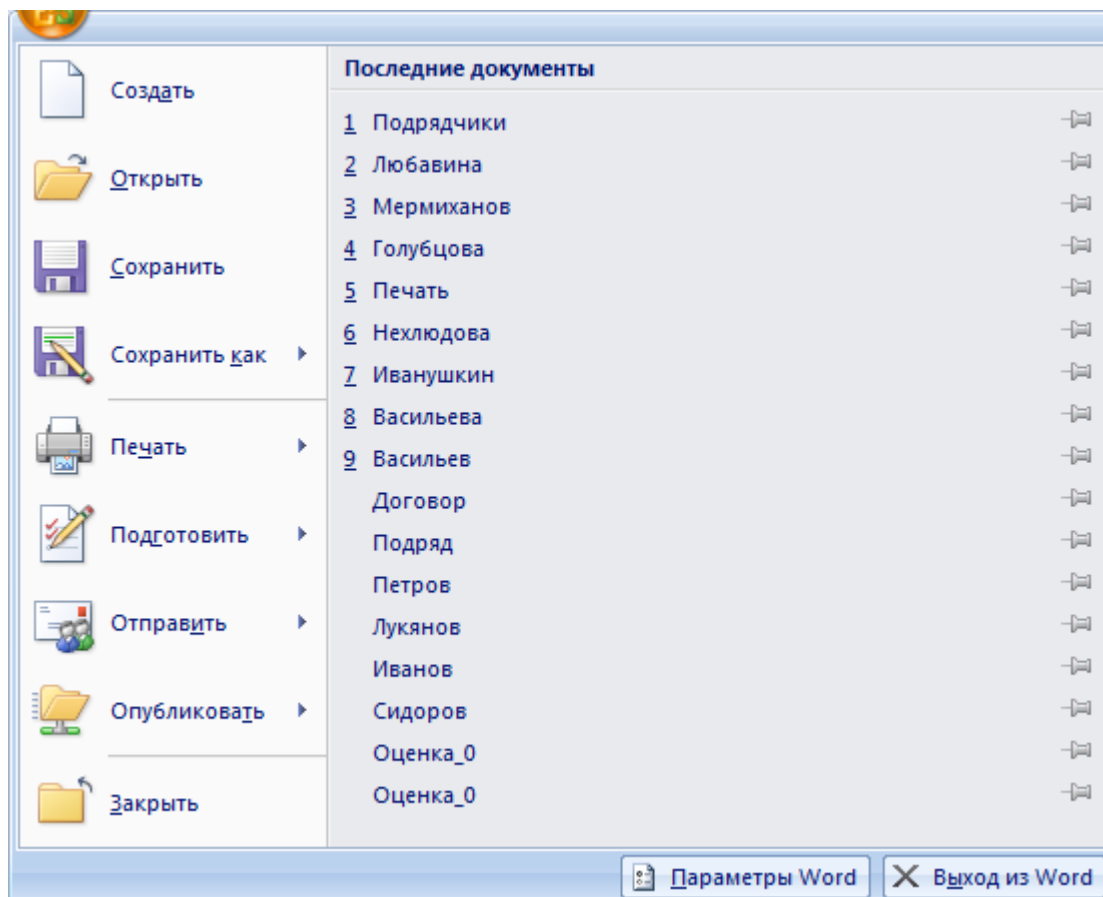 Создать
Открыть
Сохранить
Сохранить как
Печать
Подготовить
Отправить
Опубликовать
Закрыть
Последние документы
1 Подрядчики
2 Любавина
3 Мермиханов
4 Голубцова
5 Печать
6 Нехлюдова
7 Иванушкин
8 Васильева
9 Васильев
Договор
Подряд
Петров
Лукянов
Иванов
Сидоров
Оценка_0
Оценка_0
Параметры Word
Выход из Word